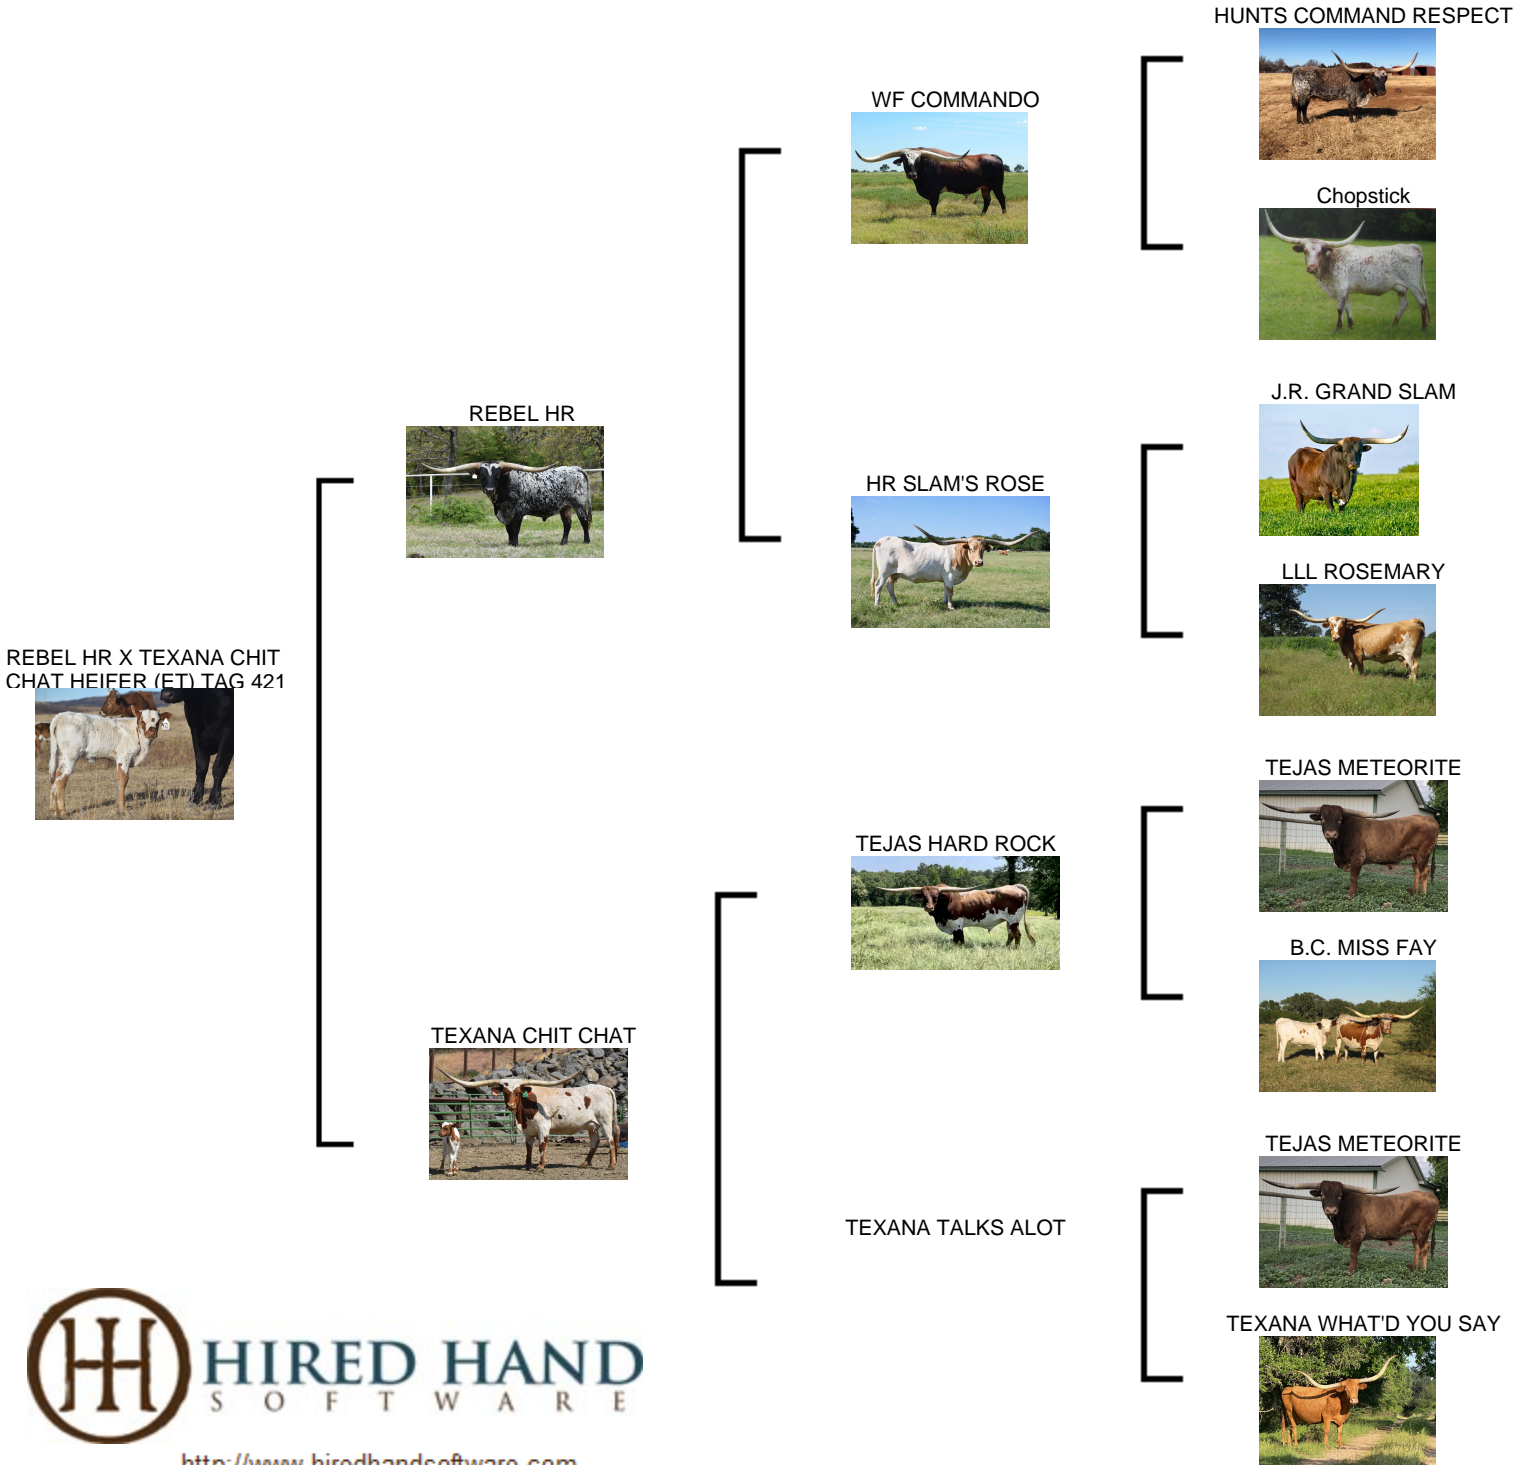 HUNTS COMMAND RESPECT
WF COMMANDO
Chopstick
REBEL HR
J.R. GRAND SLAM
HR SLAM'S ROSE
LLL ROSEMARY
REBEL HR X TEXANA CHIT
CHAT HEIFER (ET) TAG 421
TEJAS METEORITE
TEJAS HARD ROCK
B.C. MISS FAY
TEXANA CHIT CHAT
TEJAS METEORITE
TEXANA TALKS ALOT
TEXANA WHAT'D YOU SAY
HIRED HAND
SOFTWARE
http://www.hiredhandsoftware.com